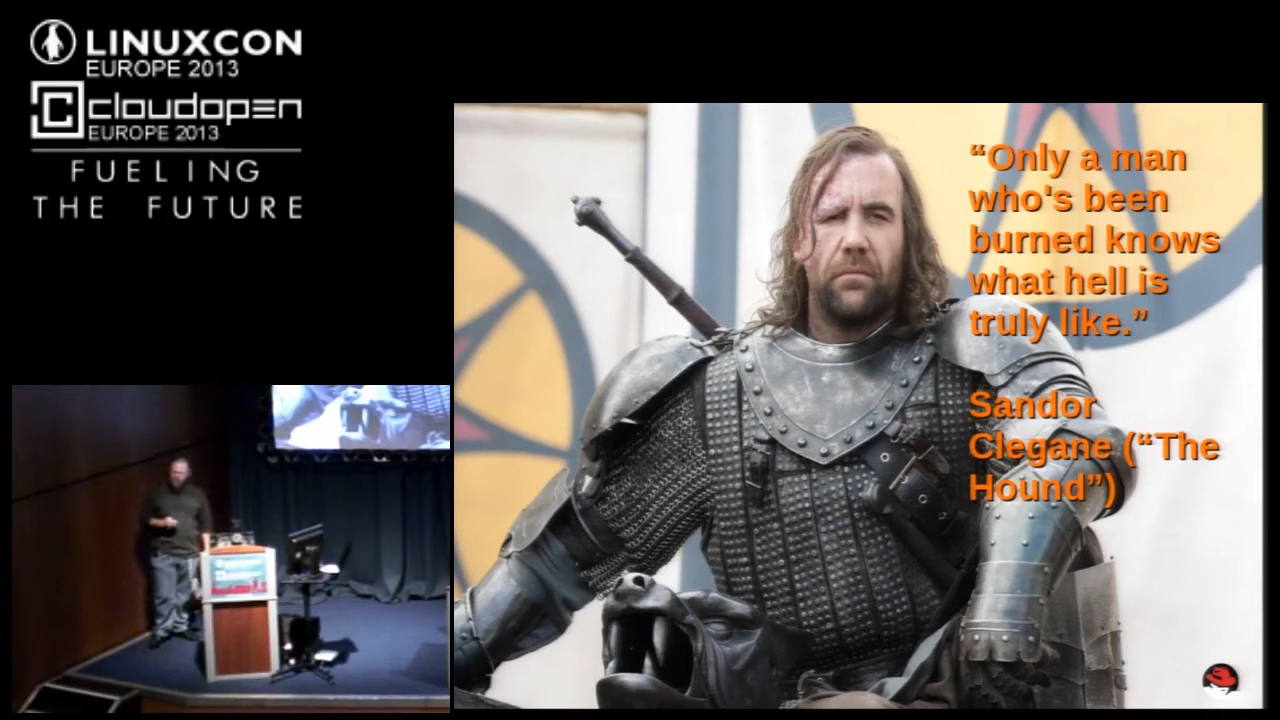 LINUXCON
EUROPE 2013
cloudopen
EUROPE 2013
FUELING
THE FUTURE
“Only a man
who's been
burned knows
what hell is
truly like.”
Sandor
Clegane (“The
Hound”)